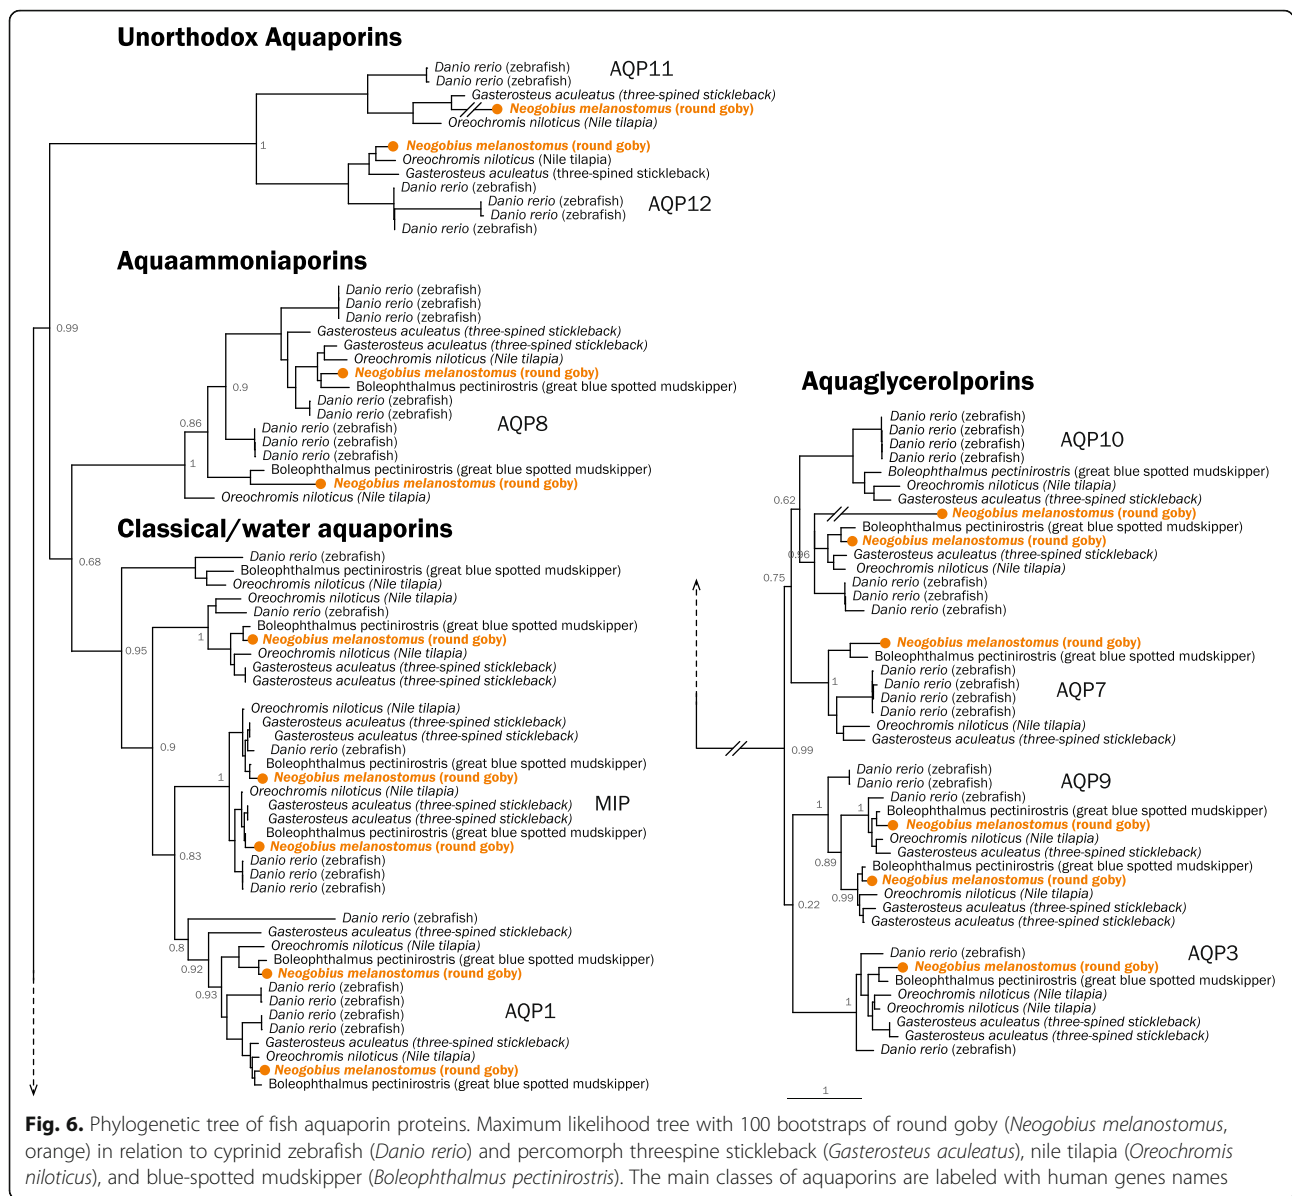 Unorthodox Aquaporins
Danio rerio (zebrafish)
AQP11
Danio rerio (zebrafish)
Gasterosteus aculeatus (three-spined stickleback)
Neogobius melanostomus (round goby)
Oreochromis niloticus (Nile tilapia)
1
Neogobius melanostomus (round goby)
Oreochromis niloticus (Nile tilapia)
Gasterosteus aculeatus (three-spined stickleback)
Danio rerio (zebrafish)
Danio rerio (zebrafish)
AQP12
Danio rerio (zebrafish)
Danio rerio (zebrafish)
0.99
Aquaammoniaporins
Danio rerio (zebrafish)
Danio rerio (zebrafish)
Danio rerio (zebrafish)
Gasterosteus aculeatus (three-spined stickleback)
Gasterosteus aculeatus (three-spined stickleback)
Oreochromis niloticus (Nile tilapia)
Neogobius melanostomus (round goby)
0.9
Boleophthalmus pectinirostris (great blue spotted mudskipper)
Danio rerio (zebrafish)
Danio rerio (zebrafish)
0.86
AQP8
Danio rerio (zebrafish)
Danio rerio (zebrafish)
Danio rerio (zebrafish)
1
Boleophthalmus pectinirostris (great blue spotted mudskipper)
Neogobius melanostomus (round goby)
Oreochromis niloticus (Nile tilapia)
0.68
Classical/water aquaporins
Danio rerio (zebrafish)
Boleophthalmus pectinirostris (great blue spotted mudskipper)
Oreochromis niloticus (Nile tilapia)
Oreochromis niloticus (Nile tilapia)
Danio rerio (zebrafish)
Boleophthalmus pectinirostris (great blue spotted mudskipper)
1
Neogobius melanostomus (round goby)
0.95
Oreochromis niloticus (Nile tilapia)
Gasterosteus aculeatus (three-spined stickleback)
Gasterosteus aculeatus (three-spined stickleback)
Oreochromis niloticus (Nile tilapia)
Gasterosteus aculeatus (three-spined stickleback)
Gasterosteus aculeatus (three-spined stickleback)
0.9
Danio rerio (zebrafish)
Boleophthalmus pectinirostris (great blue spotted mudskipper)
1
Neogobius melanostomus (round goby)
Oreochromis niloticus (Nile tilapia)
Gasterosteus aculeatus (three-spined stickleback)
MIP
Gasterosteus aculeatus (three-spined stickleback)
Boleophthalmus pectinirostris (great blue spotted mudskipper)
Neogobius melanostomus (round goby)
0.83
Danio rerio (zebrafish)
Danio rerio (zebrafish)
Danio rerio (zebrafish)
Danio rerio (zebrafish)
Gasterosteus aculeatus (three-spined stickleback)
0.8
Oreochromis niloticus (Nile tilapia)
Boleophthalmus pectinirostris (great blue spotted mudskipper)
0.92
Neogobius melanostomus (round goby)
Danio rerio (zebrafish)
0.93
Danio rerio (zebrafish)
AQP1
Danio rerio (zebrafish)
Danio rerio (zebrafish)
Gasterosteus aculeatus (three-spined stickleback)
Oreochromis niloticus (Nile tilapia)
Neogobius melanostomus (round goby)
Boleophthalmus pectinirostris (great blue spotted mudskipper)
Aquaglycerolporins
Danio rerio (zebrafish)
Danio rerio (zebrafish)
AQP10
Danio rerio (zebrafish)
Danio rerio (zebrafish)
Boleophthalmus pectinirostris (great blue spotted mudskipper)
Oreochromis niloticus (Nile tilapia)
0.62
Gasterosteus aculeatus (three-spined stickleback)
Neogobius melanostomus (round goby)
Boleophthalmus pectinirostris (great blue spotted mudskipper)
Neogobius melanostomus (round goby)
0.96
Gasterosteus aculeatus (three-spined stickleback)
Oreochromis niloticus (Nile tilapia)
0.75
Danio rerio (zebrafish)
Danio rerio (zebrafish)
Danio rerio (zebrafish)
Neogobius melanostomus (round goby)
Boleophthalmus pectinirostris (great blue spotted mudskipper)
Danio rerio (zebrafish)
1
Danio rerio (zebrafish)
AQP7
Danio rerio (zebrafish)
Danio rerio (zebrafish)
Oreochromis niloticus (Nile tilapia)
Gasterosteus aculeatus (three-spined stickleback)
0.99
Danio rerio (zebrafish)
AQP9
Danio rerio (zebrafish)
Danio rerio (zebrafish)
1
1
Boleophthalmus pectinirostris (great blue spotted mudskipper)
Neogobius melanostomus (round goby)
Oreochromis niloticus (Nile tilapia)
Gasterosteus aculeatus (three-spined stickleback)
0.89
Boleophthalmus pectinirostris (great blue spotted mudskipper)
Neogobius melanostomus (round goby)
0.99
Oreochromis niloticus (Nile tilapia)
0.22
Gasterosteus aculeatus (three-spined stickleback)
Gasterosteus aculeatus (three-spined stickleback)
Danio rerio (zebrafish)
AQP3
Neogobius melanostomus (round goby)
Boleophthalmus pectinirostris (great blue spotted mudskipper)
Oreochromis niloticus (Nile tilapia)
1
Oreochromis niloticus (Nile tilapia)
Gasterosteus aculeatus (three-spined stickleback)
Gasterosteus aculeatus (three-spined stickleback)
Danio rerio (zebrafish)
1
Fig. 6. Phylogenetic tree of fish aquaporin proteins. Maximum likelihood tree with 100 bootstraps of round goby (Neogobius melanostomus,
orange) in relation to cyprinid zebrafish (Danio rerio) and percomorph threespine stickleback (Gasterosteus aculeatus), nile tilapia (Oreochromis
niloticus), and blue-spotted mudskipper (Boleophthalmus pectinirostris). The main classes of aquaporins are labeled with human genes names